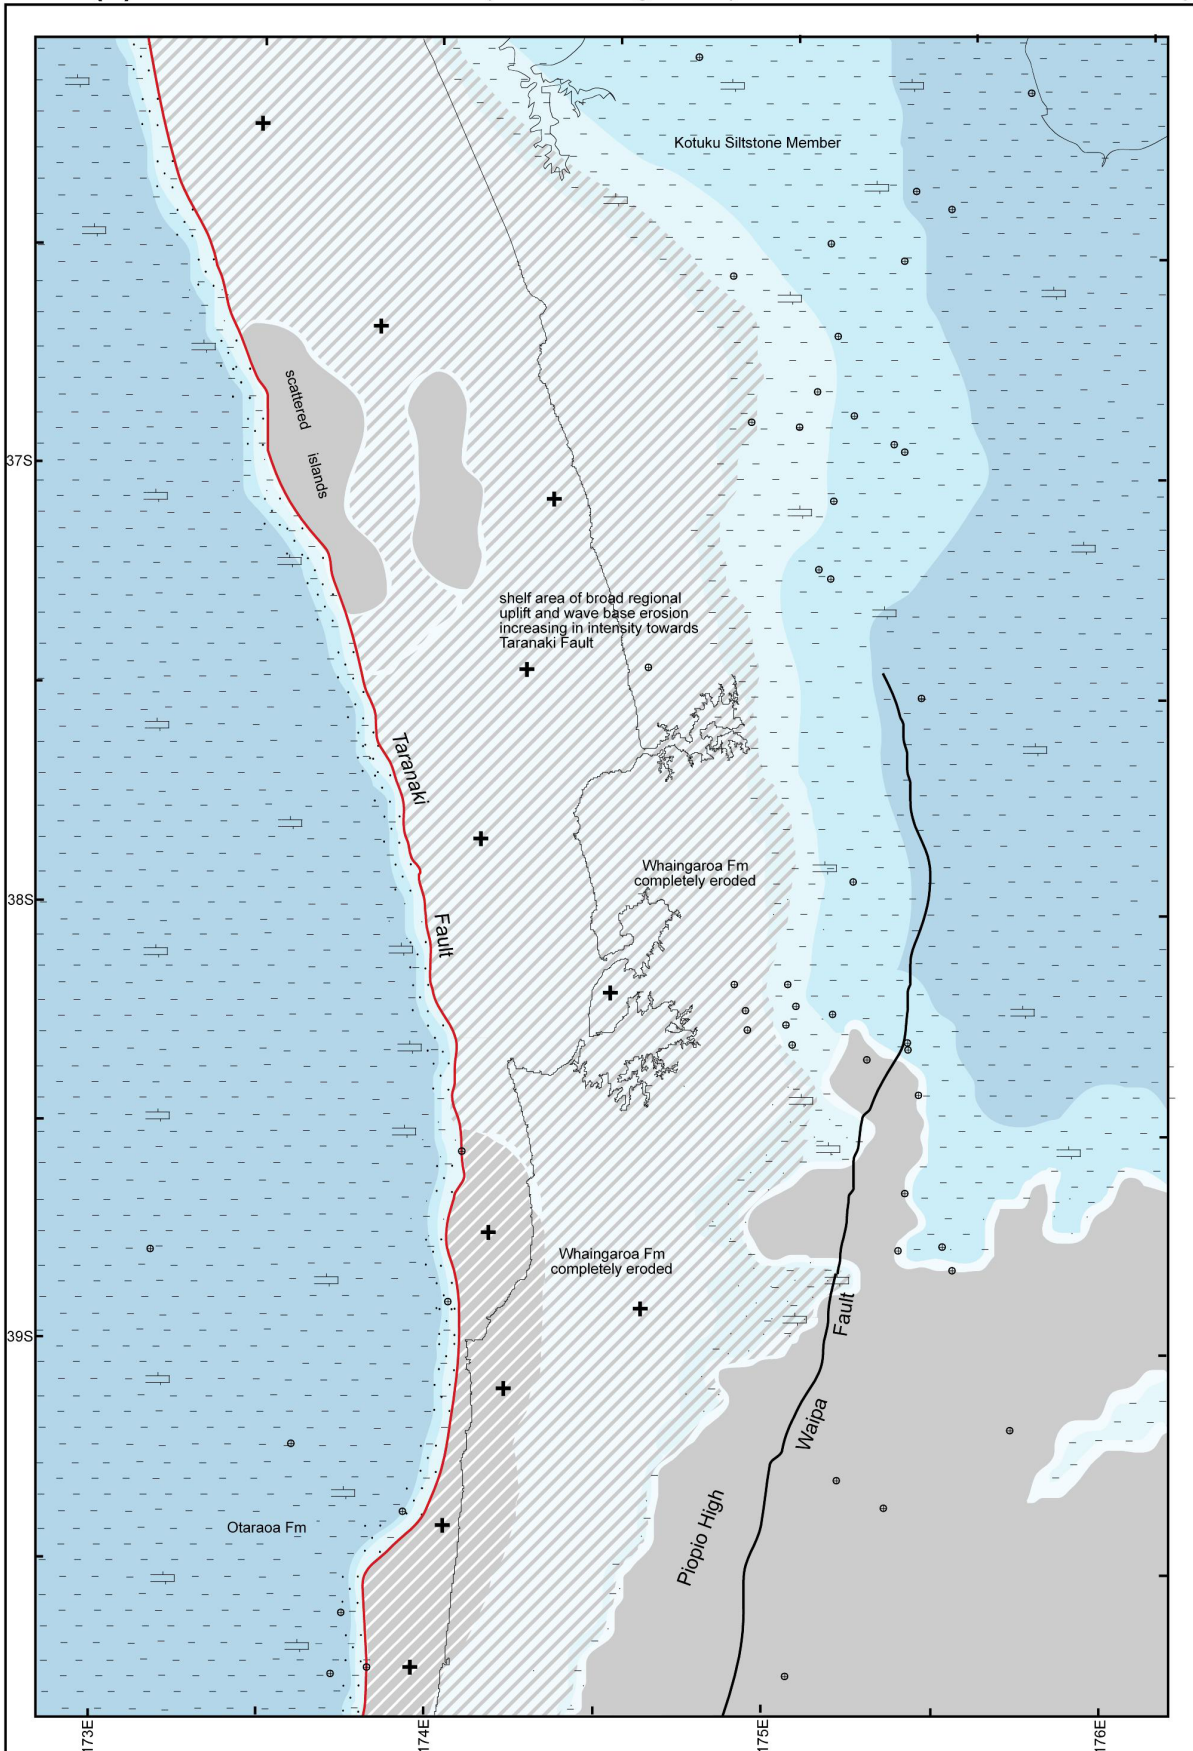 Kotuku Siltstone Member
scattered
islands
37S
shelf area of broad regional
uplift and wave base erosion
increasing in intensity towards
Taranaki Fault
Taranaki
Fault
Whaingaroa Fm
completely eroded
38S
Whaingaroa Fm
completely eroded
39S
Fault
Waipa
Piopio High
Otaraoa Fm
173E
174E
175E
176E